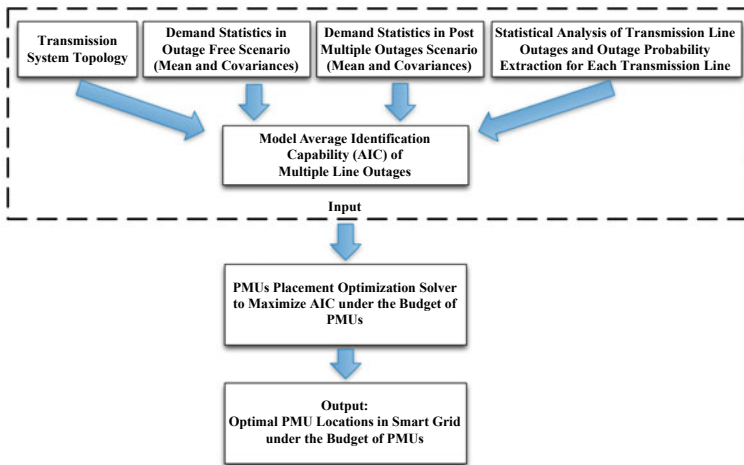 Transmission
System Topology
Demand Statistics in
Outage Free Scenario
(Mean and Covariances)
Demand Statistics in Post
Multiple Outages Scenario
(Mean and Covariances)
Statistical Analysis of Transmission Line
Outages and Outage Probability
Extraction for Each Transmission Line
Model Average Identification
Capability (AIC) of
Multiple Line Outages
Input
PMUs Placement Optimization Solver
to Maximize AIC under the Budget of
PMUs
Output:
Optimal PMU Locations in Smart Grid
under the Budget of PMUs